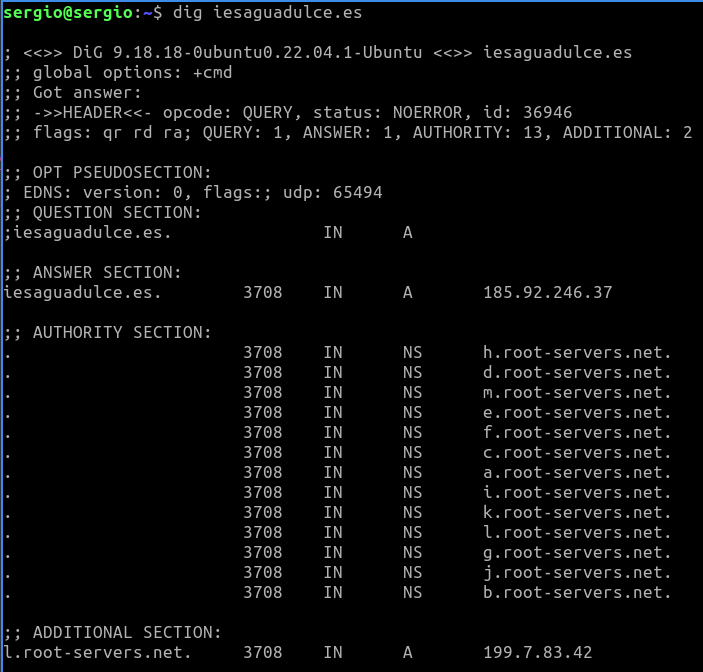 sergio@sergio:~$ dig iesaguadulce.es
; <<>> DiG 9.18.18-0ubuntu0.22.04.1-Ubuntu <<>> iesaguadulce.es
;; global options: +cmd
;; Got answer:
;; ->>HEADER<<- opcode: QUERY, status: NOERROR, id: 36946
;; flags: qr rd ra; QUERY: 1, ANSWER: 1, AUTHORITY: 13, ADDITIONAL: 2
;; OPT PSEUDOSECTION:
; EDNS: version: 0, flags:; udp: 65494
;; QUESTION SECTION:
;iesaguadulce.es. IN A
;; ANSWER SECTION:
iesaguadulce.es. 3708 IN A 185.92.246.37
;; AUTHORITY SECTION:
. 3708 IN NS h.root-servers.net.
. 3708 IN NS d.root-servers.net.
. 3708 IN NS m.root-servers.net.
. 3708 IN NS e.root-servers.net.
. 3708 IN NS f.root-servers.net.
. 3708 IN NS c.root-servers.net.
. 3708 IN NS a.root-servers.net.
. 3708 IN NS i.root-servers.net.
. 3708 IN NS k.root-servers.net.
. 3708 IN NS l.root-servers.net.
. 3708 IN NS g.root-servers.net.
. 3708 IN NS j.root-servers.net.
. 3708 IN NS b.root-servers.net.
;; ADDITIONAL SECTION:
l.root-servers.net. 3708 IN A 199.7.83.42